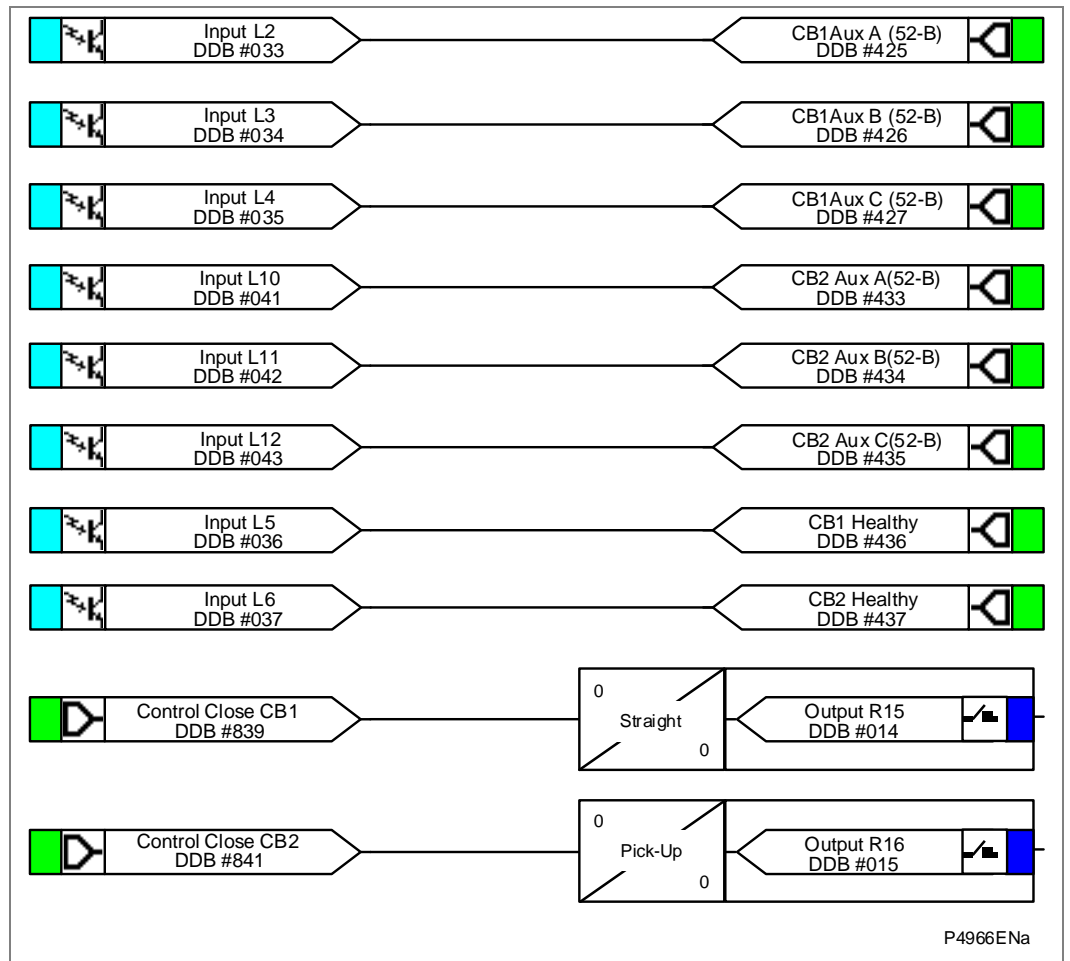 Input L2
DDB #033
CB1Aux A (52-B)
DDB #425
Input L3
DDB #034
CB1Aux B (52-B)
DDB #426
Input L4
DDB #035
CB1Aux C (52-B)
DDB #427
Input L10
DDB #041
CB2 Aux A(52-B)
DDB #433
Input L11
DDB #042
CB2 Aux B(52-B)
DDB #434
Input L12
DDB #043
CB2 Aux C(52-B)
DDB #435
Input L5
DDB #036
CB1 Healthy
DDB #436
Input L6
DDB #037
CB2 Healthy
DDB #437
Control Close CB1
DDB #839
0
Straight
0
Output R15
DDB #014
Control Close CB2
DDB #841
0
Pick-Up
0
Output R16
DDB #015
P4966ENa